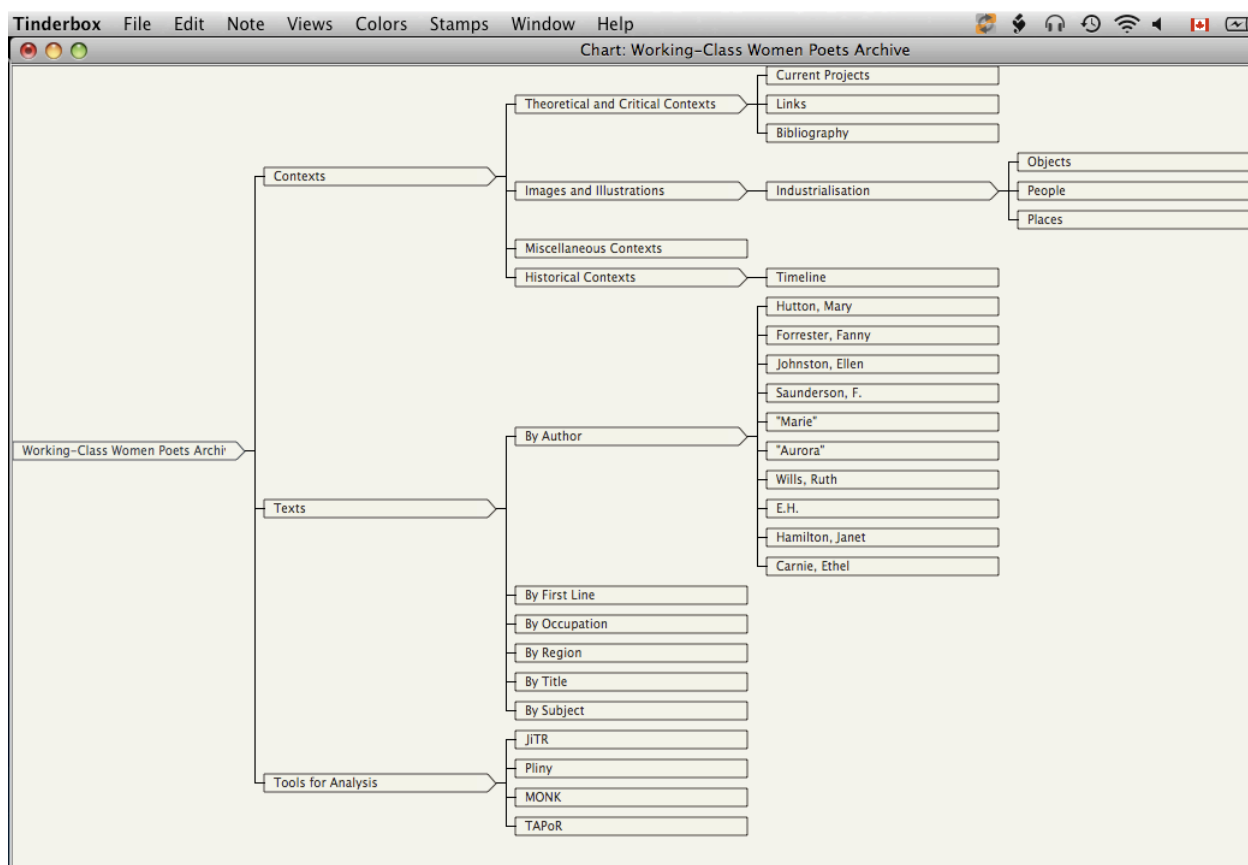 Tinderbox File Edit Note Views Colors Stamps Window Help
Chart: Working-Class Women Poets Archive
Current Projects
Theoretical and Critical Contexts
Links
Bibliography
Objects
Contexts
Images and Illustrations
Industrialisation
People
Places
Miscellaneous Contexts
Historical Contexts
Timeline
Hutton, Mary
Forrester, Fanny
Johnston, Ellen
Saunderson, F.
"Marie"
By Author
Working-Class Women Poets Archi
"Aurora"
Wills, Ruth
Texts
E.H.
Hamilton, Janet
Carnie, Ethel
By First Line
By Occupation
By Region
By Title
By Subject
JiTR
Pliny
Tools for Analysis
MONK
TAPoR